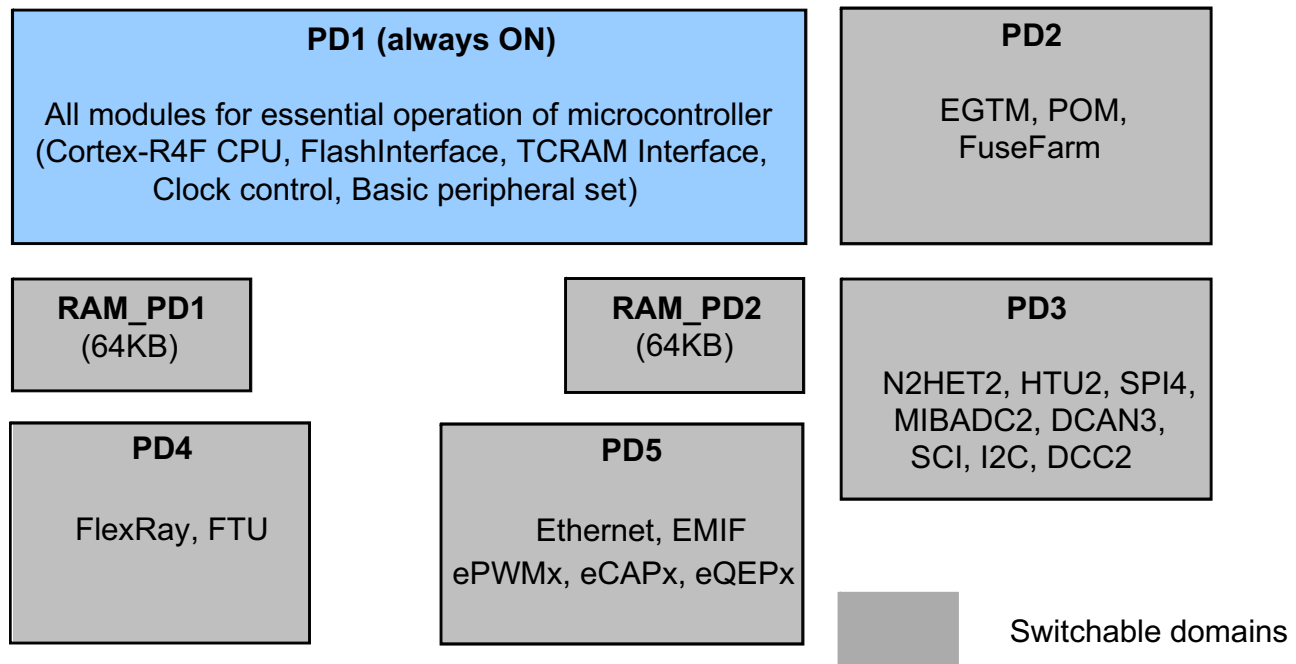 PD1 (always ON)
All modules for essential operation of microcontroller
(Cortex-R4F CPU, FlashInterface, TCRAM Interface,
Clock control, Basic peripheral set)
PD2
EGTM, POM,
FuseFarm
RAM_PD1
(64KB)
RAM_PD2
(64KB)
PD3
N2HET2, HTU2, SPI4,
MIBADC2, DCAN3,
SCI, I2C, DCC2
PD4
FlexRay, FTU
PD5
Ethernet, EMIF
ePWMx, eCAPx, eQEPx
Switchable domains